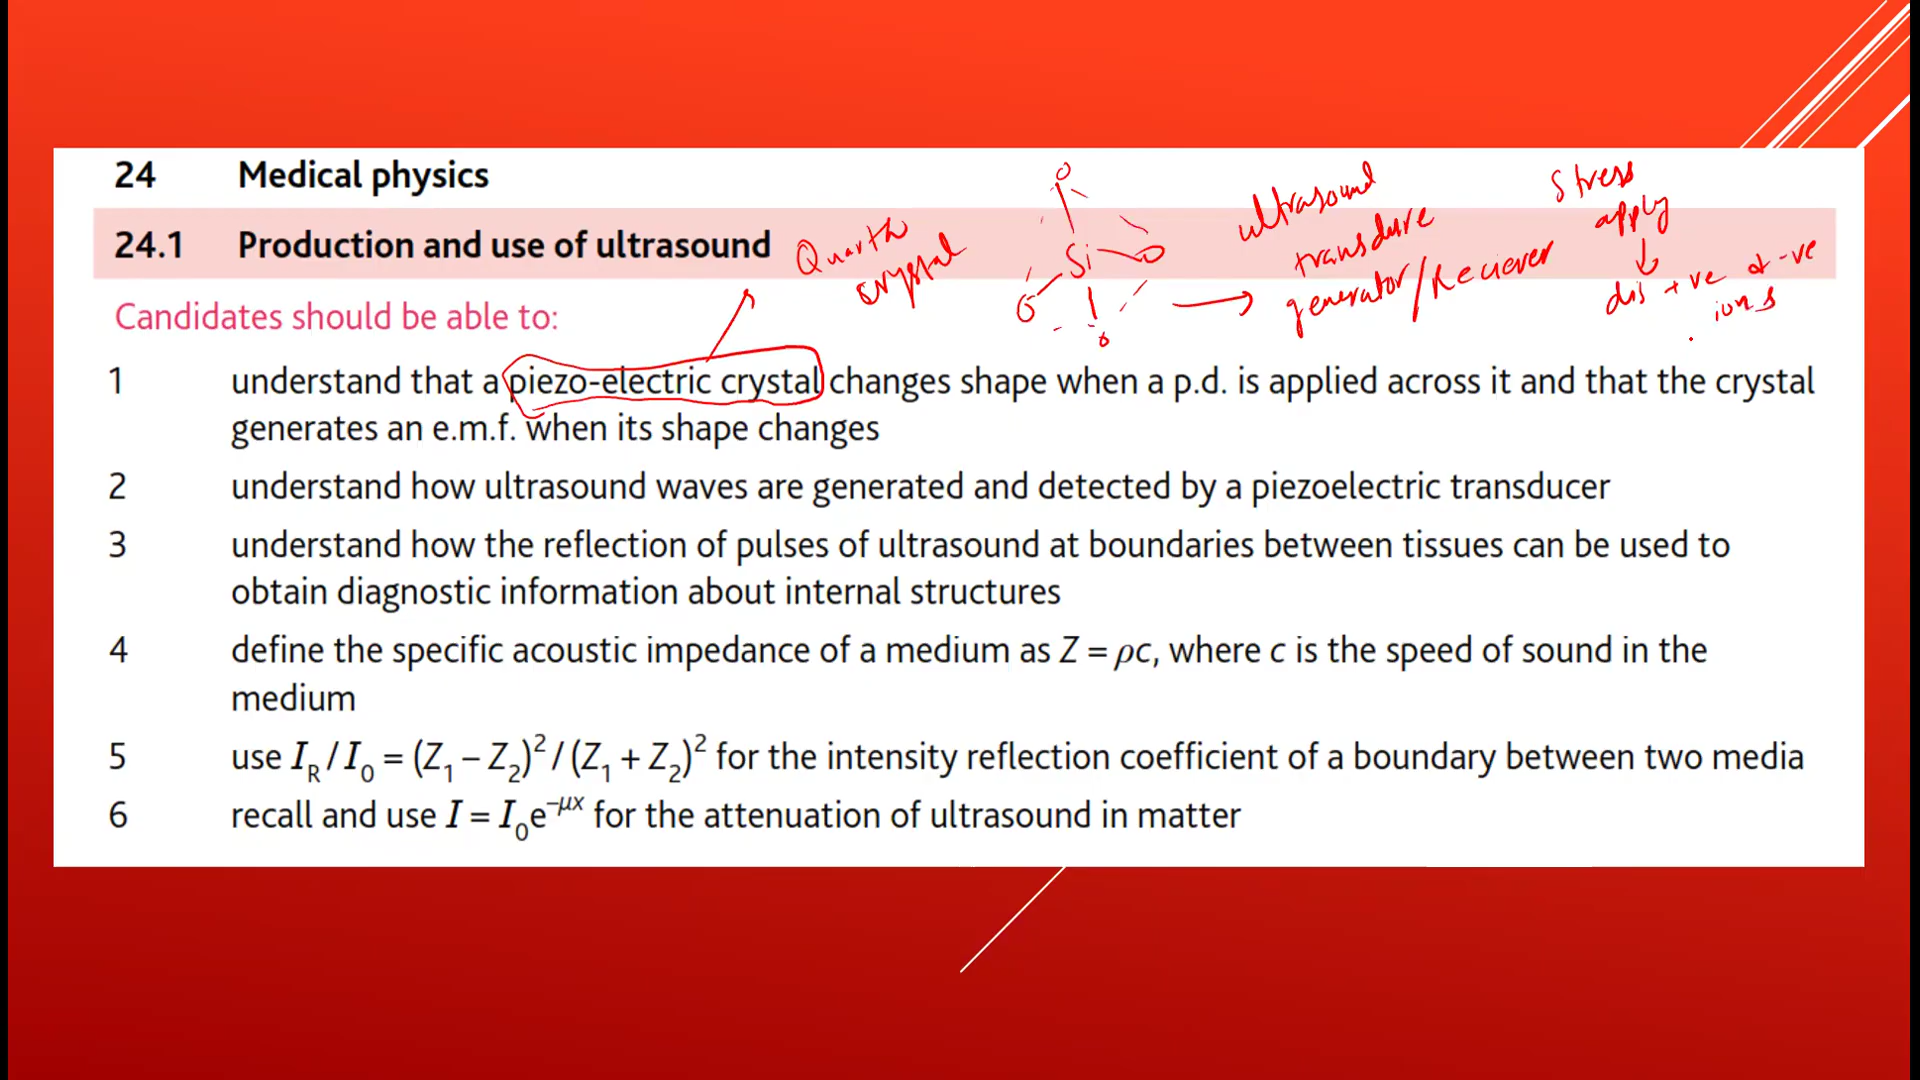 24 Medical physics
24.1 Production and use of ultrasound
Quarth
crystal
O
Si
O
O
O
ultrasound
transdure
generator/Reciever
Stress
apply
dis +ve & -ve
ions
Candidates should be able to:
1 understand that a piezo-electric crystal changes shape when a p.d. is applied across it and that the crystal
generates an e.m.f. when its shape changes
2 understand how ultrasound waves are generated and detected by a piezoelectric transducer
3 understand how the reflection of pulses of ultrasound at boundaries between tissues can be used to
obtain diagnostic information about internal structures
4 define the specific acoustic impedance of a medium as Z = ρc, where c is the speed of sound in the
medium
5 use I_R / I_0 = (Z_1 – Z_2)² / (Z_1 + Z_2)² for the intensity reflection coefficient of a boundary between two media
6 recall and use I = I_0e^–μx for the attenuation of ultrasound in matter